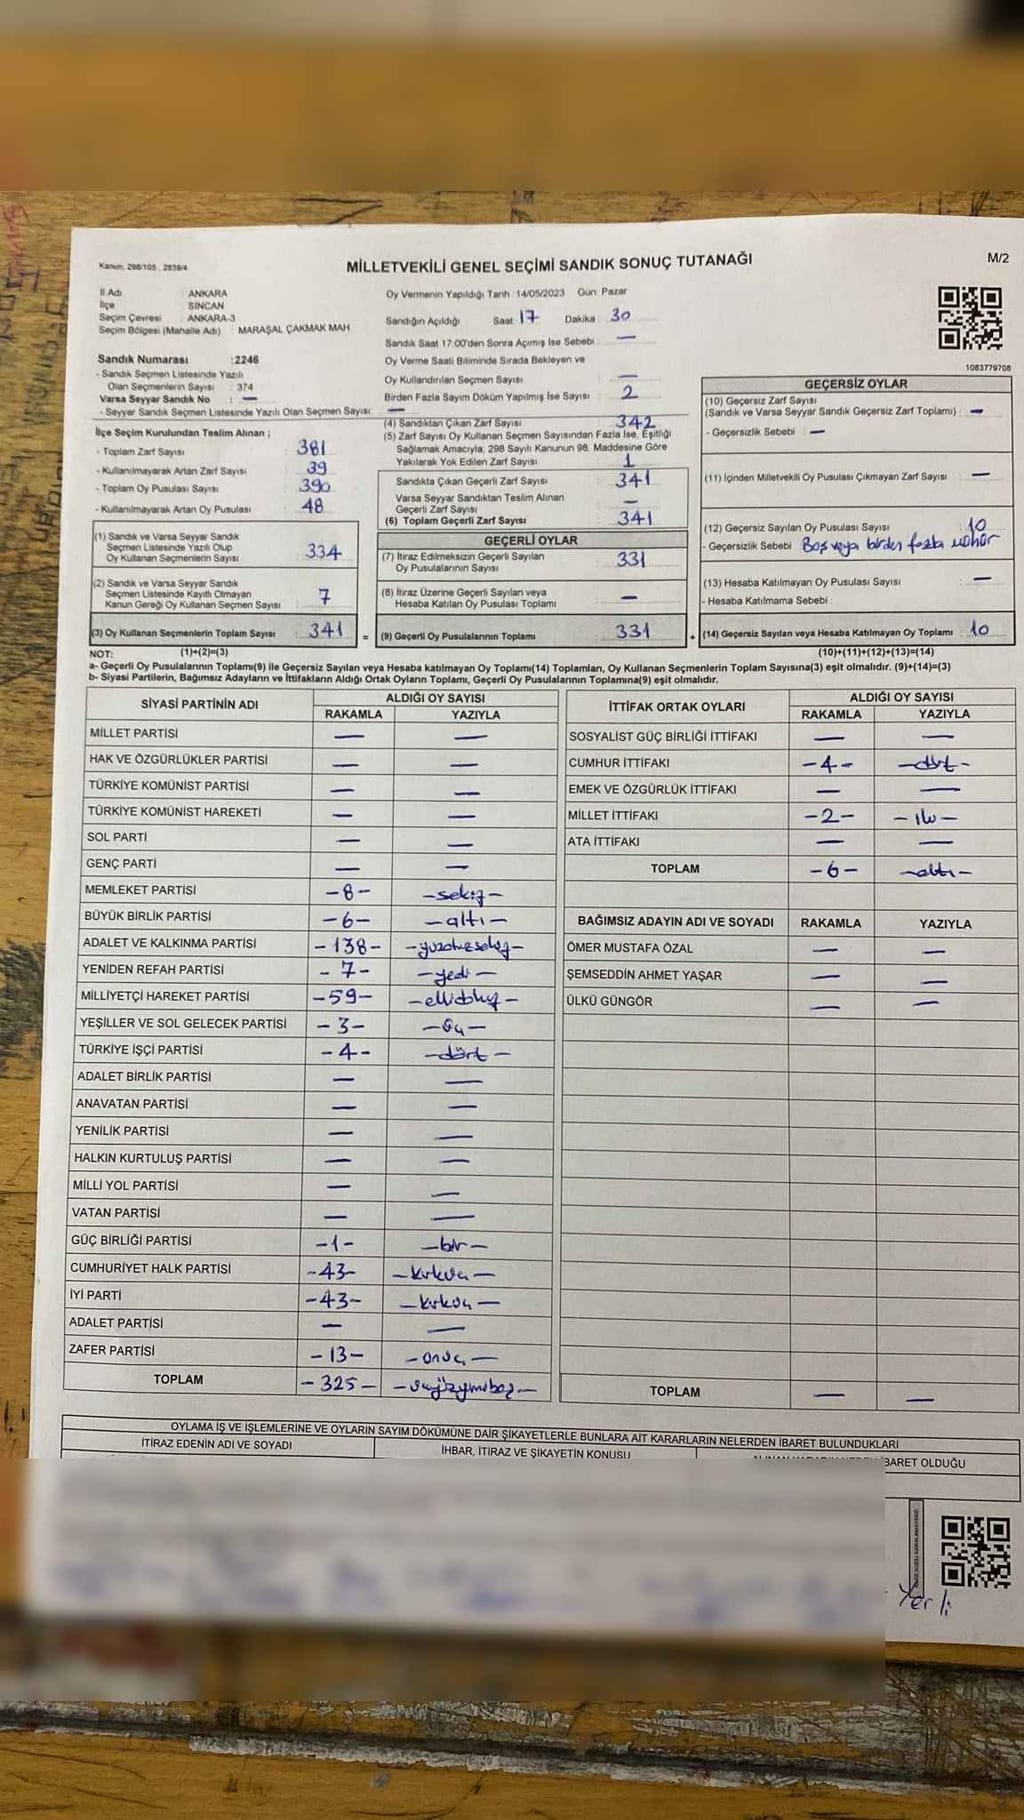 Kanun: 298/105 , 2839/4
MİLLETVEKİLİ GENEL SEÇİMİ SANDIK SONUÇ TUTANAĞI
M/2
İl Adı ANKARA
İlçe SİNCAN
Seçim Çevresi ANKARA-3
Seçim Bölgesi (Mahalle Adı) : MARAŞAL ÇAKMAK MAH.
Oy Vermenin Yapıldığı Tarih : 14/05/2023 Gün: Pazar
Sandığın Açıldığı Saat 17 Dakika 30
Sandık Saat 17:00'den Sonra Açılmış İse Sebebi : —
Oy Verme Saati Bitiminde Sırada Bekleyen ve
Oy Kullandırılan Seçmen Sayısı —
Birden Fazla Sayım Döküm Yapılmış İse Sayısı : 2
1083779708
Sandık Numarası :2246
- Sandık Seçmen Listesinde Yazılı
Olan Seçmenlerin Sayısı : 374
Varsa Seyyar Sandık No : —
- Seyyar Sandık Seçmen Listesinde Yazılı Olan Seçmen Sayısı: —
İlçe Seçim Kurulundan Teslim Alınan ;
- Toplam Zarf Sayısı : 381
- Kullanılmayarak Artan Zarf Sayısı : 39
- Toplam Oy Pusulası Sayısı : 390
- Kullanılmayarak Artan Oy Pusulası : 48
(1) Sandık ve Varsa Seyyar Sandık
Seçmen Listesinde Yazılı Olup
Oy Kullanan Seçmenlerin Sayısı : 334
(2) Sandık ve Varsa Seyyar Sandık
Seçmen Listesinde Kayıtlı Olmayan
Kanun Gereği Oy Kullanan Seçmen Sayısı : 7
(3) Oy Kullanan Seçmenlerin Toplam Sayısı : 341 =
(4) Sandıktan Çıkan Zarf Sayısı : 342
(5) Zarf Sayısı Oy Kullanan Seçmen Sayısından Fazla İse, Eşitliği
Sağlamak Amacıyla; 298 Sayılı Kanunun 98. Maddesine Göre
Yakılarak Yok Edilen Zarf Sayısı : 1
Sandıkta Çıkan Geçerli Zarf Sayısı : 341
Varsa Seyyar Sandıktan Teslim Alınan
Geçerli Zarf Sayısı : —
(6) Toplam Geçerli Zarf Sayısı : 341
GEÇERLİ OYLAR
(7) İtiraz Edilmeksizin Geçerli Sayılan
Oy Pusulalarının Sayısı : 331
(8) İtiraz Üzerine Geçerli Sayılan veya
Hesaba Katılan Oy Pusulası Toplamı : —
(9) Geçerli Oy Pusulalarının Toplamı : 331 +
GEÇERSİZ OYLAR
(10) Geçersiz Zarf Sayısı
(Sandık ve Varsa Seyyar Sandık Geçersiz Zarf Toplamı) : —
- Geçersizlik Sebebi : —
(11) İçinden Milletvekili Oy Pusulası Çıkmayan Zarf Sayısı : —
(12) Geçersiz Sayılan Oy Pusulası Sayısı : 10
- Geçersizlik Sebebi : Boş veya birden fazla mühür
(13) Hesaba Katılmayan Oy Pusulası Sayısı : —
- Hesaba Katılmama Sebebi :
(14) Geçersiz Sayılan veya Hesaba Katılmayan Oy Toplamı : 10
NOT: (1)+(2)=(3) (10)+(11)+(12)+(13)=(14)
a- Geçerli Oy Pusulalarının Toplamı(9) ile Geçersiz Sayılan veya Hesaba katılmayan Oy Toplamı(14) Toplamları, Oy Kullanan Seçmenlerin Toplam Sayısına(3) eşit olmalıdır. (9)+(14)=(3)
b- Siyasi Partilerin, Bağımsız Adayların ve İttifakların Aldığı Ortak Oyların Toplamı, Geçerli Oy Pusulalarının Toplamına(9) eşit olmalıdır.
SİYASİ PARTİNİN ADI ALDIĞI OY SAYISI
RAKAMLA YAZIYLA
MİLLET PARTİSİ — —
HAK VE ÖZGÜRLÜKLER PARTİSİ — —
TÜRKİYE KOMÜNİST PARTİSİ — —
TÜRKİYE KOMÜNİST HAREKETİ — —
SOL PARTİ — —
GENÇ PARTİ — —
MEMLEKET PARTİSİ -8- -sekiz-
BÜYÜK BİRLİK PARTİSİ -6- -altı-
ADALET VE KALKINMA PARTİSİ -138- -yüzotuzsekiz-
YENİDEN REFAH PARTİSİ -7- -yedi-
MİLLİYETÇİ HAREKET PARTİSİ -59- -ellidokuz-
YEŞİLLER VE SOL GELECEK PARTİSİ -3- -üç-
TÜRKİYE İŞÇİ PARTİSİ -4- -dört-
ADALET BİRLİK PARTİSİ — —
ANAVATAN PARTİSİ — —
YENİLİK PARTİSİ — —
HALKIN KURTULUŞ PARTİSİ — —
MİLLİ YOL PARTİSİ — —
VATAN PARTİSİ — —
GÜÇ BİRLİĞİ PARTİSİ -1- -bir-
CUMHURİYET HALK PARTİSİ -43- -kırküç-
İYİ PARTİ -43- -kırküç-
ADALET PARTİSİ — —
ZAFER PARTİSİ -13- -onüç-
TOPLAM -325- -üçyüzyirmibeş-
İTTİFAK ORTAK OYLARI ALDIĞI OY SAYISI
RAKAMLA YAZIYLA
SOSYALİST GÜÇ BİRLİĞİ İTTİFAKI — —
CUMHUR İTTİFAKI -4- -dört-
EMEK VE ÖZGÜRLÜK İTTİFAKI — —
MİLLET İTTİFAKI -2- -iki-
ATA İTTİFAKI — —
TOPLAM -6- -altı-
BAĞIMSIZ ADAYIN ADI VE SOYADI RAKAMLA YAZIYLA
ÖMER MUSTAFA ÖZAL — —
ŞEMSEDDİN AHMET YAŞAR — —
ÜLKÜ GÜNGÖR — —
TOPLAM — —
OYLAMA İŞ VE İŞLEMLERİNE VE OYLARIN SAYIM DÖKÜMÜNE DAİR ŞİKAYETLERLE BUNLARA AİT KARARLARIN NELERDEN İBARET BULUNDUKLARI
İTİRAZ EDENİN ADI VE SOYADI İHBAR, İTİRAZ VE ŞİKAYETİN KONUSU BARET OLDUĞU
Yerli